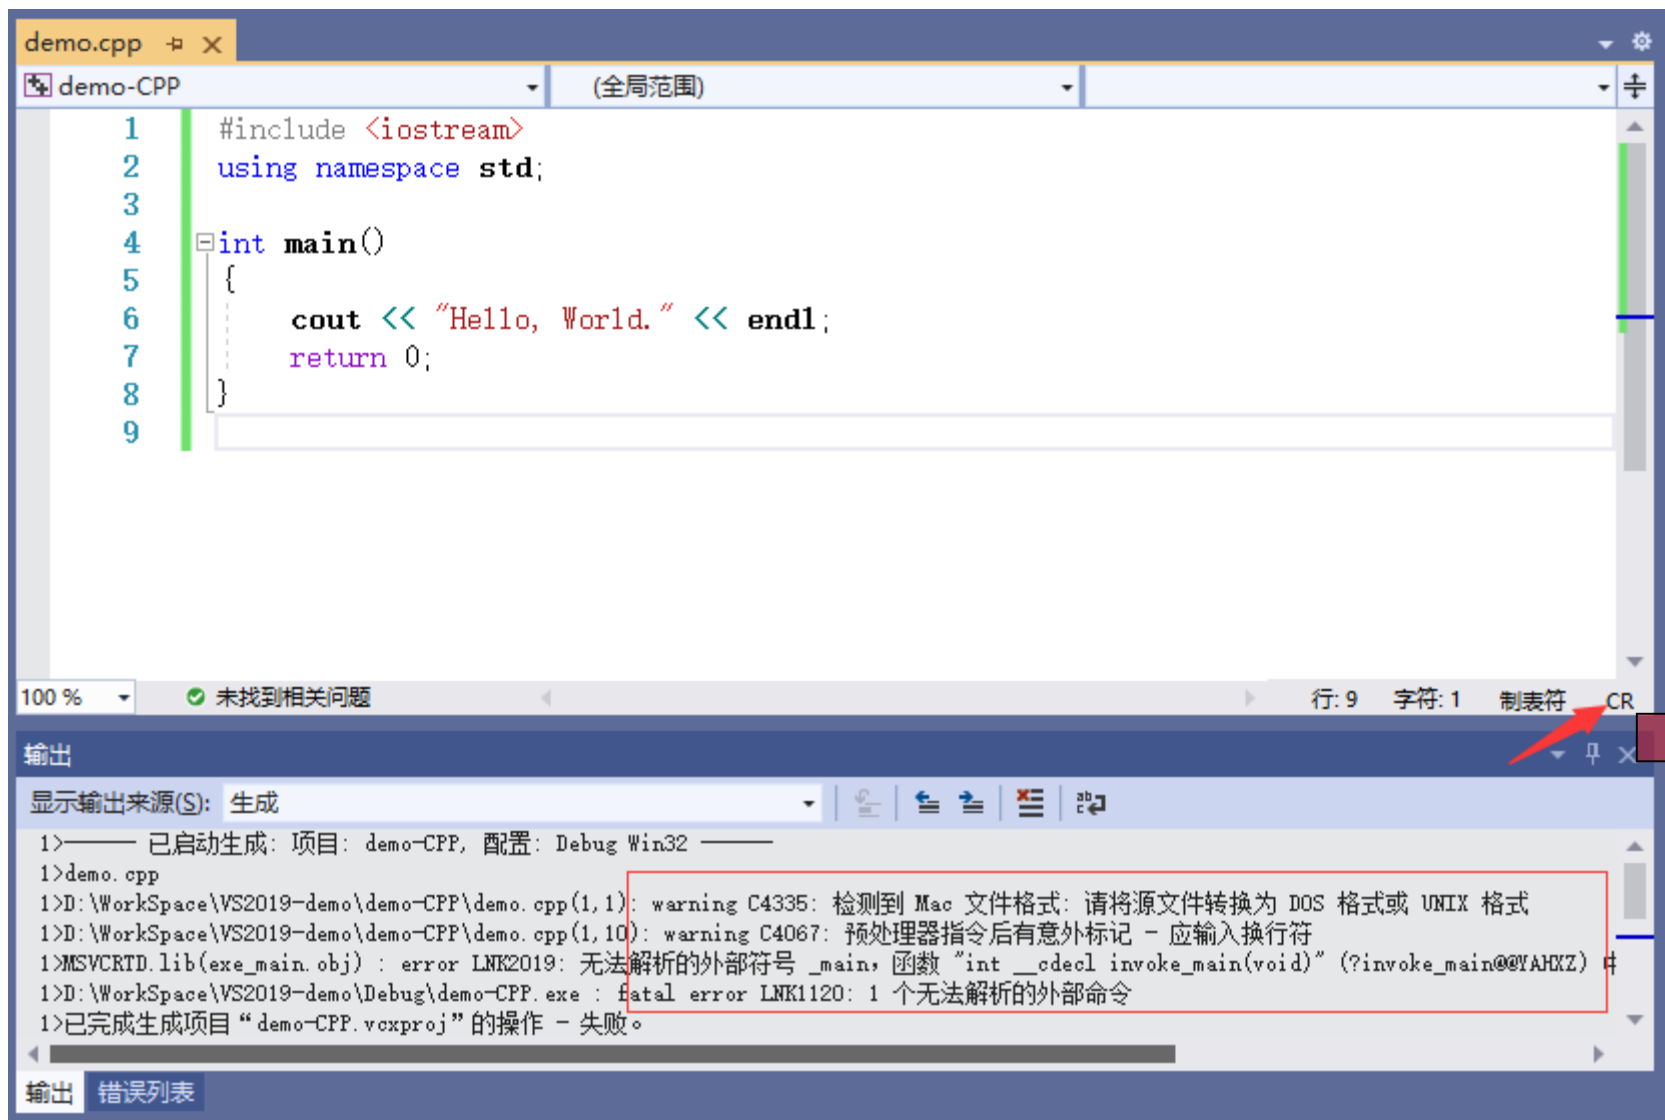 demo.cpp
demo-CPP (全局范围)
1 #include <iostream>
2 using namespace std;
3
4 int main()
5 {
6 cout << "Hello, World." << endl;
7 return 0;
8 }
9
100 % 未找到相关问题 行: 9 字符: 1 制表符 CR
输出
显示输出来源(S): 生成
1>------ 已启动生成: 项目: demo-CPP, 配置: Debug Win32 ------
1>demo.cpp
1>D:\WorkSpace\VS2019-demo\demo-CPP\demo.cpp(1,1): warning C4335: 检测到 Mac 文件格式: 请将源文件转换为 DOS 格式或 UNIX 格式
1>D:\WorkSpace\VS2019-demo\demo-CPP\demo.cpp(1,10): warning C4067: 预处理器指令后有意外标记 - 应输入换行符
1>MSVCRTD.lib(exe_main.obj) : error LNK2019: 无法解析的外部符号 _main，函数 "int __cdecl invoke_main(void)" (?invoke_main@@YAHXZ)
1>D:\WorkSpace\VS2019-demo\Debug\demo-CPP.exe : fatal error LNK1120: 1 个无法解析的外部命令
1>已完成生成项目“demo-CPP.vcxproj”的操作 - 失败。
输出 错误列表